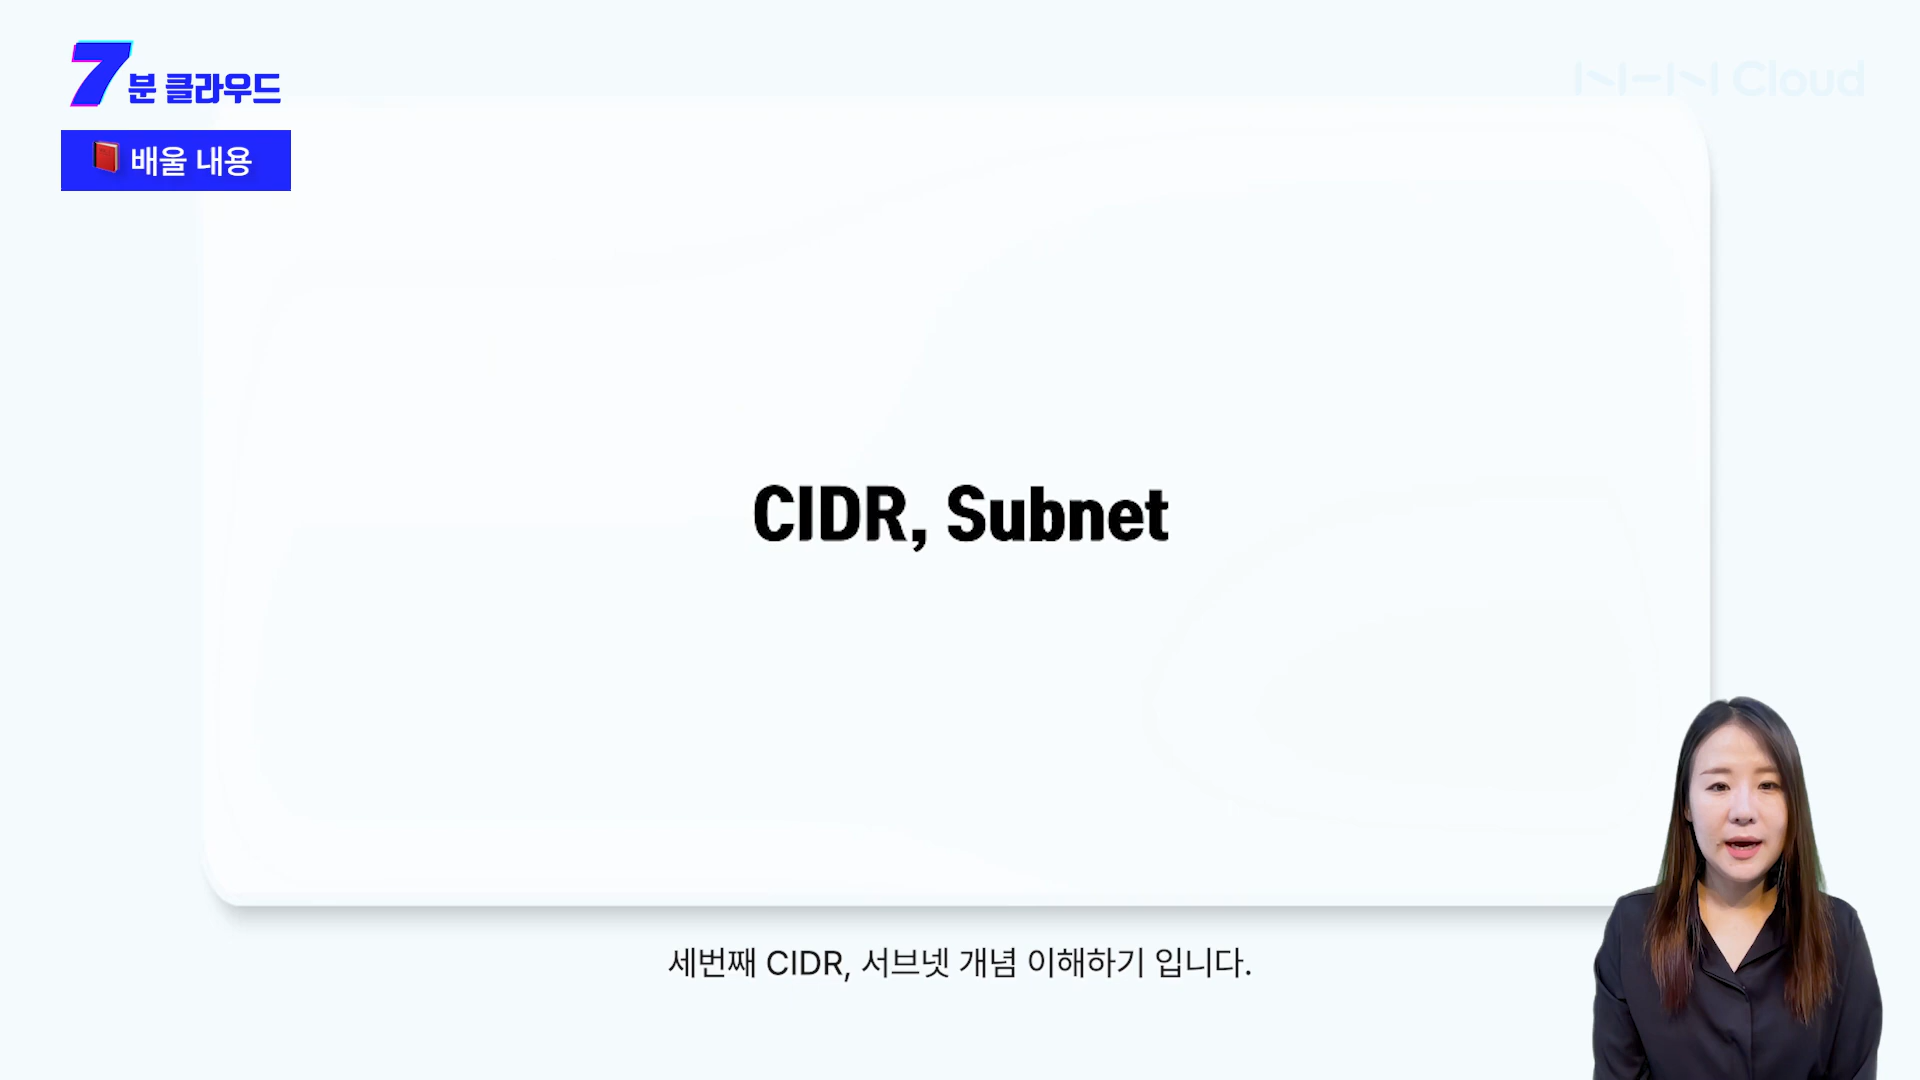 7분 클라우드
NHN Cloud
배울 내용
CIDR, Subnet
세번째 CIDR, 서브넷 개념 이해하기 입니다.